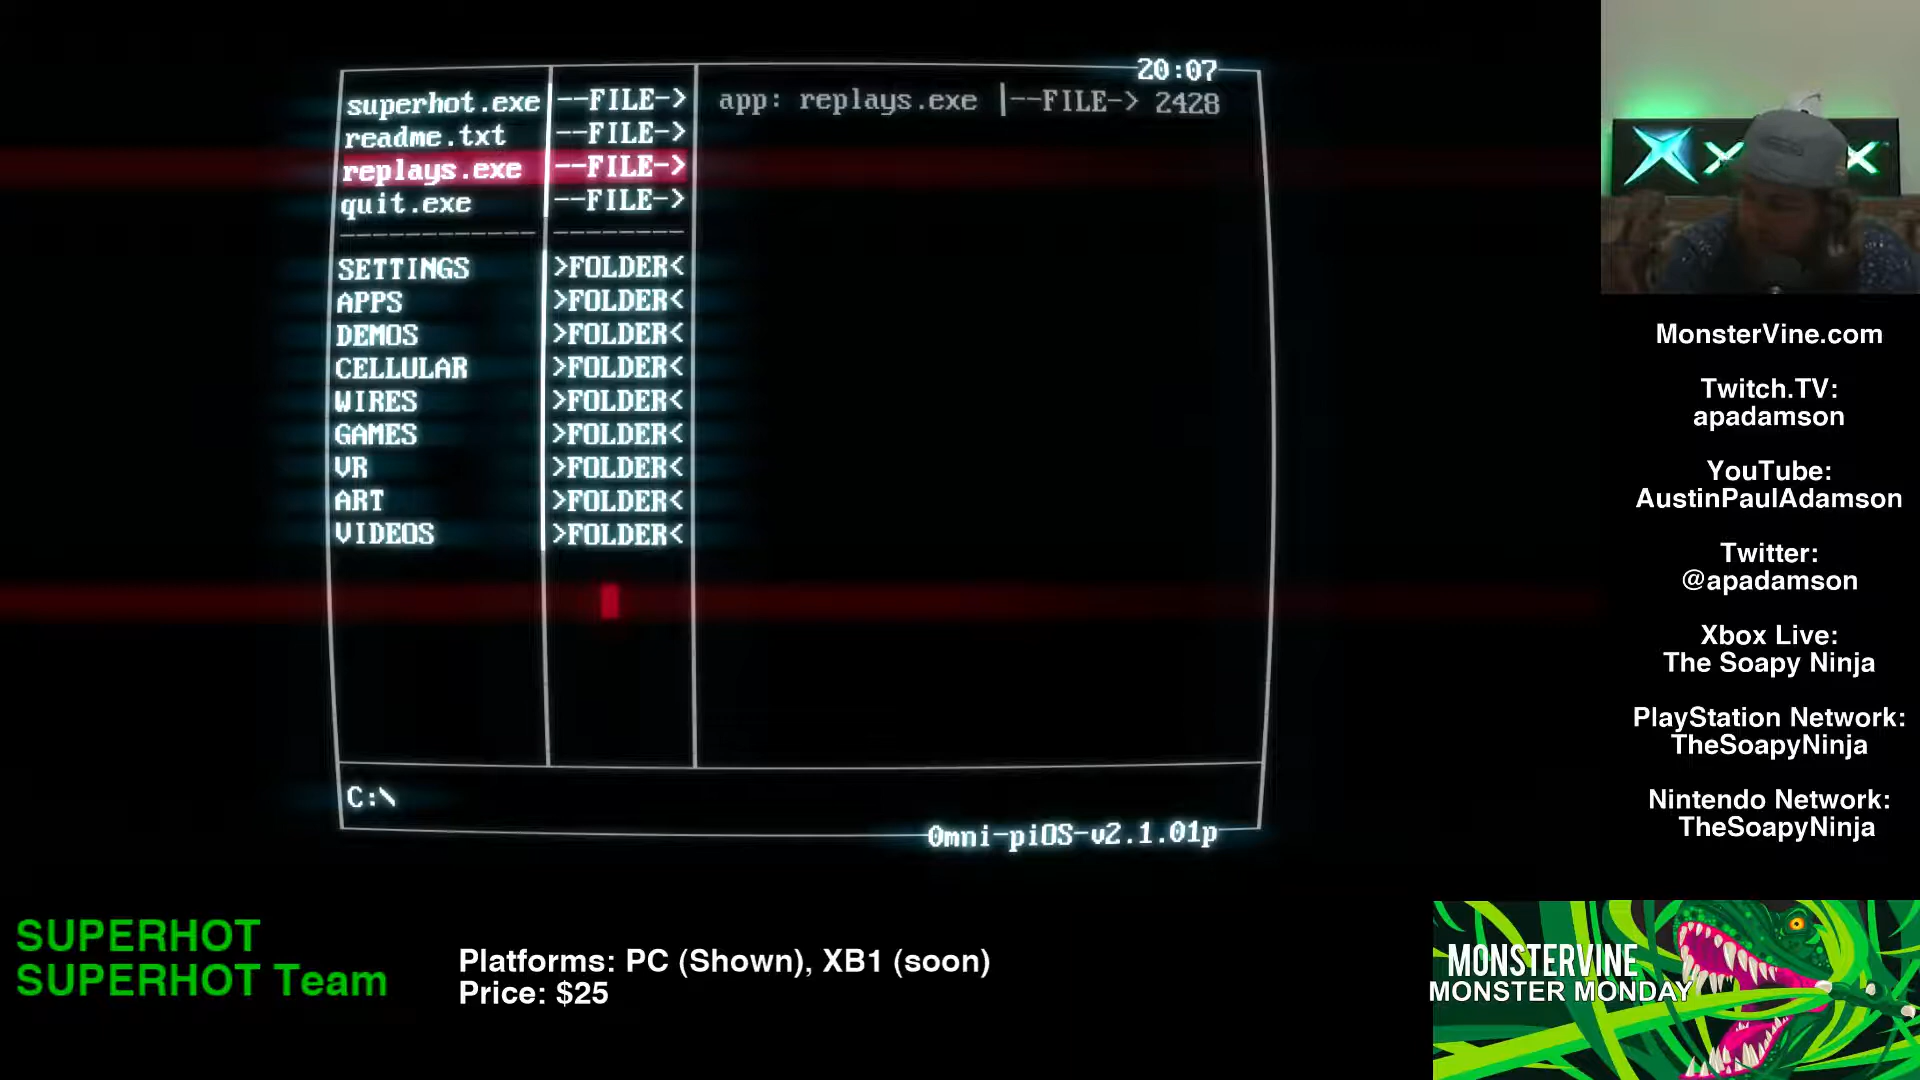 20:07
superhot.exe --FILE-> app: replays.exe |--FILE-> 2428
readme.txt --FILE->
replays.exe --FILE->
quit.exe --FILE->
SETTINGS >FOLDER<
APPS >FOLDER<
DEMOS >FOLDER<
CELLULAR >FOLDER<
WIRES >FOLDER<
GAMES >FOLDER<
VR >FOLDER<
ART >FOLDER<
VIDEOS >FOLDER<
C:\
0mni-piOS-v2.1.01p
MonsterVine.com
Twitch.TV:
apadamson
YouTube:
AustinPaulAdamson
Twitter:
@apadamson
Xbox Live:
The Soapy Ninja
PlayStation Network:
TheSoapyNinja
Nintendo Network:
TheSoapyNinja
SUPERHOT
SUPERHOT Team
Platforms: PC (Shown), XB1 (soon)
Price: $25
MONSTERVINE
MONSTER MONDAY